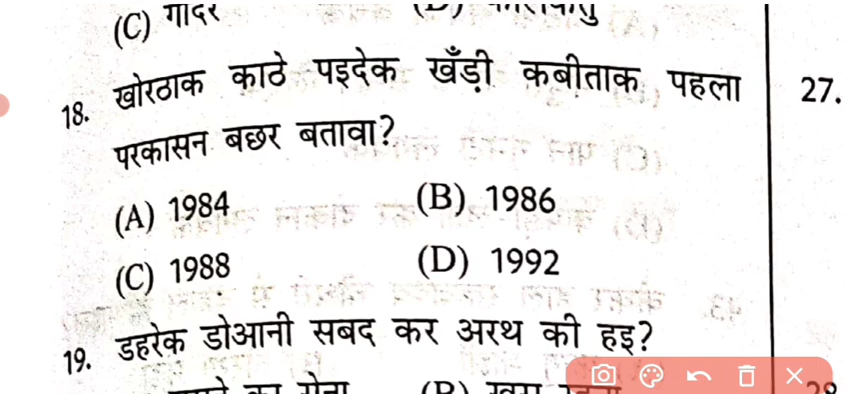 (C) गादर
18. खोरठाक काठे पइदेक खँड़ी कबीताक पहला
परकासन बछर बतावा?
(A) 1984 (B) 1986
(C) 1988 (D) 1992
19. डहरेक डोआनी सबद कर अरथ की हइ?
27.